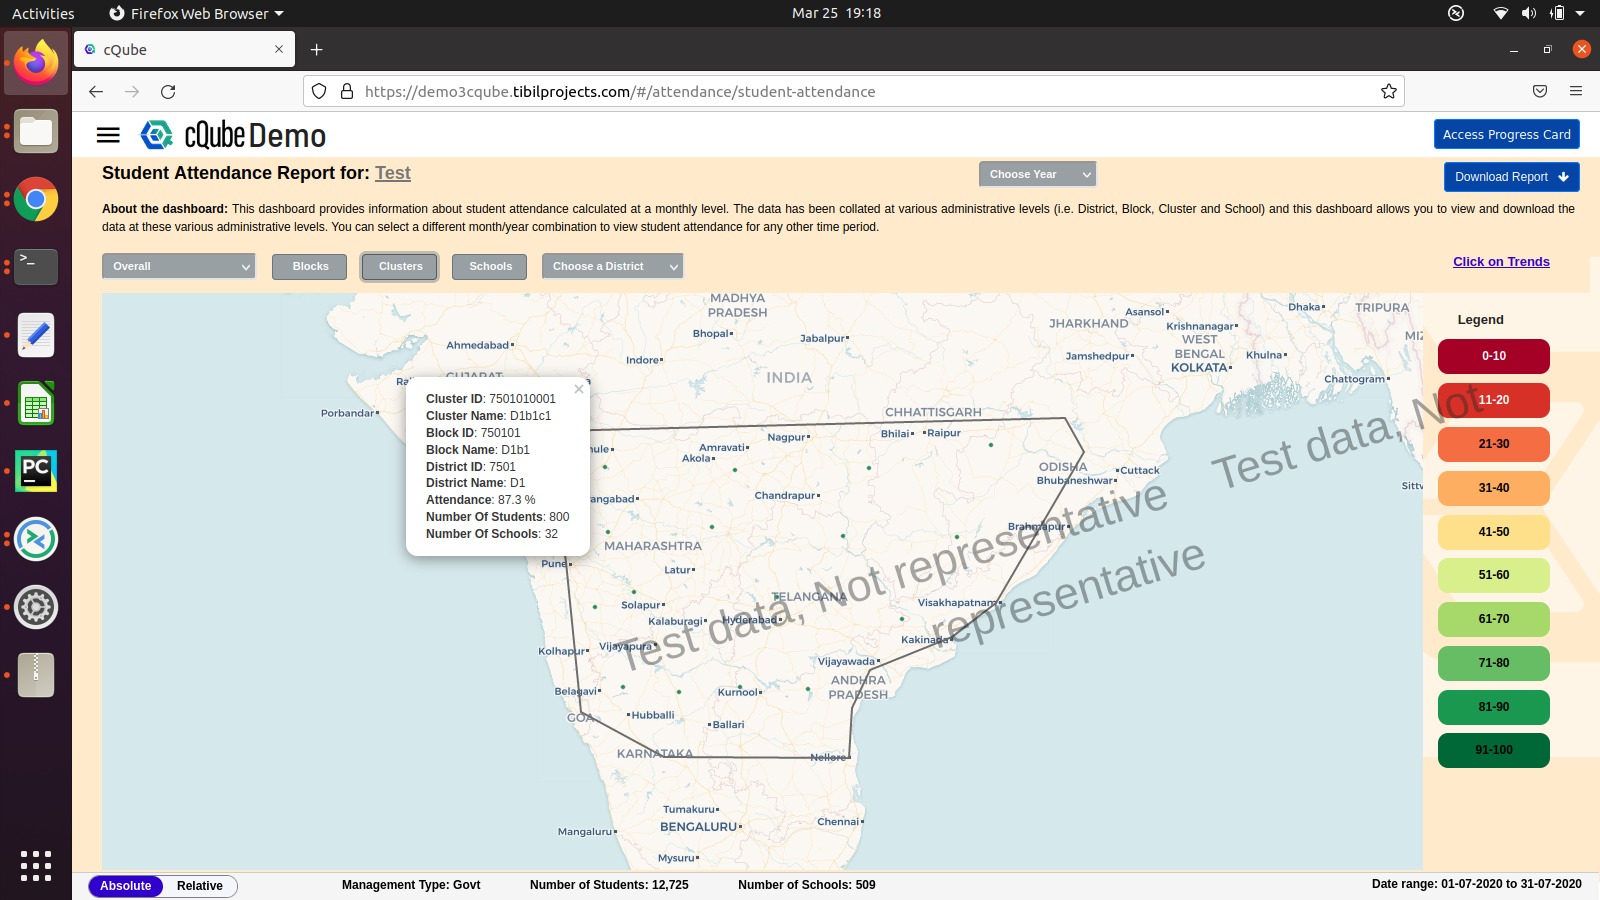 Activities
Firefox Web Browser
Mar 25 19:18
cQube
https://demo3cqube.tibilprojects.com/#/attendance/student-attendance
cQube Demo
Access Progress Card
Student Attendance Report for: Test
Choose Year
Download Report
About the dashboard: This dashboard provides information about student attendance calculated at a monthly level. The data has been collated at various administrative levels (i.e. District, Block, Cluster and School) and this dashboard allows you to view and download the
data at these various administrative levels. You can select a different month/year combination to view student attendance for any other time period.
Overall
Blocks
Clusters
Schools
Choose a District
Click on Trends
MADHYA
PRADESH
Bhopal
Jabalpur
Ahmedabad
Indore
GUJARAT
INDIA
Porbandar
JHARKHAND
Asansol
Krishnanagar
WEST
BENGAL
KOLKATA
Jamshedpur
Khulna
Dhaka
TRIPURA
Chattogram
CHHATTISGARH
Nagpur
Bhilai
Raipur
Amravati
Akola
Chandrapur
ODISHA
Cuttack
Bhubaneshwar
Brahmapur
Cluster ID: 7501010001
Cluster Name: D1b1c1
Block ID: 750101
Block Name: D1b1
District ID: 7501
District Name: D1
Attendance: 87.3 %
Number Of Students: 800
Number Of Schools: 32
MAHARASHTRA
Pune
Latur
Solapur
TELANGANA
Kalaburagi
Hyderabad
Visakhapatnam
Kakinada
Kolhapur
Vijayapura
Vijayawada
ANDHRA
PRADESH
Belagavi
Kurnool
GOA
Hubballi
Ballari
KARNATAKA
Nellore
Tumakuru
BENGALURU
Mangaluru
Chennai
Mysuru
Test data, Not representative
Test data, Not
representative
Legend
0-10
11-20
21-30
31-40
41-50
51-60
61-70
71-80
81-90
91-100
Absolute
Relative
Management Type: Govt
Number of Students: 12,725
Number of Schools: 509
Date range: 01-07-2020 to 31-07-2020